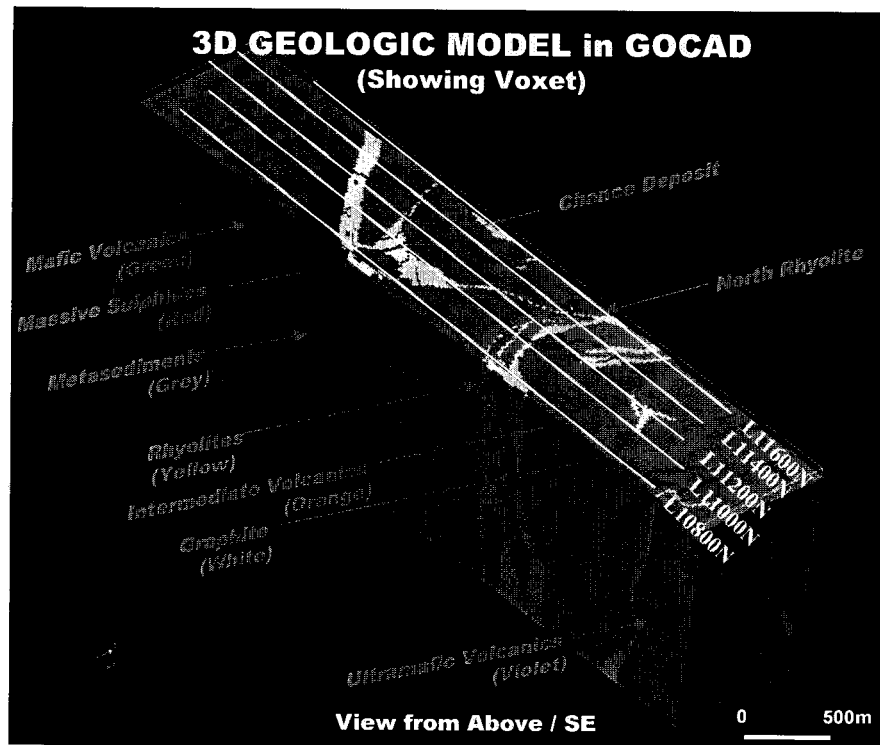 3D GEOLOGIC MODEL in GOCAD
(Showing Voxet)
Chance Deposit
North Rhyolite
Mafic Volcanics
(Green)
Massive Sulphides
(Red)
Metasediments
(Grey)
Rhyolites
(Yellow)
Intermediate Volcanics
(Orange)
Graphite
(White)
Ultramafic Volcanics
(Violet)
L11600N
L11400N
L11200N
L11000N
L10800N
View from Above / SE
0 500m